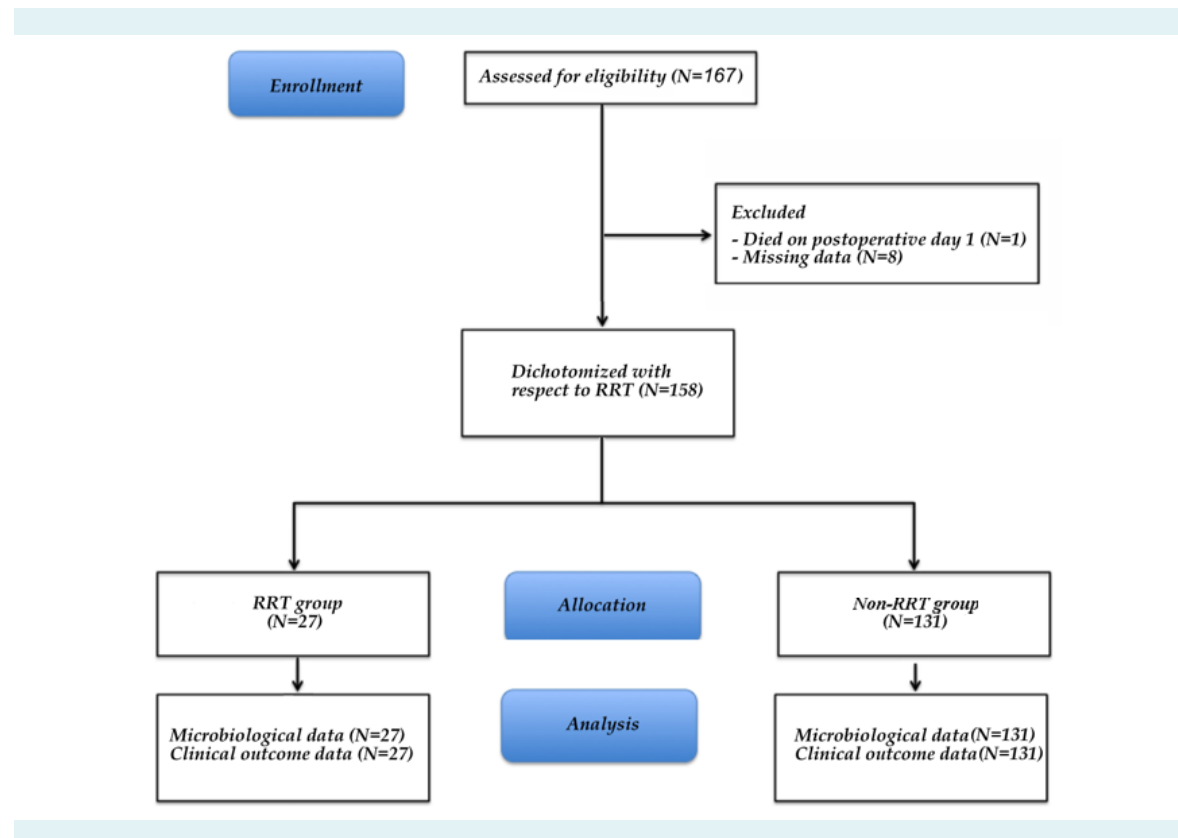 Enrollment
Assessed for eligibility (N=167)
Excluded
- Died on postoperative day 1 (N=1)
- Missing data (N=8)
Dichotomized with
respect to RRT (N=158)
RRT group
(N=27)
Allocation
Non-RRT group
(N=131)
Microbiological data (N=27)
Clinical outcome data (N=27)
Analysis
Microbiological data(N=131)
Clinical outcome data(N=131)